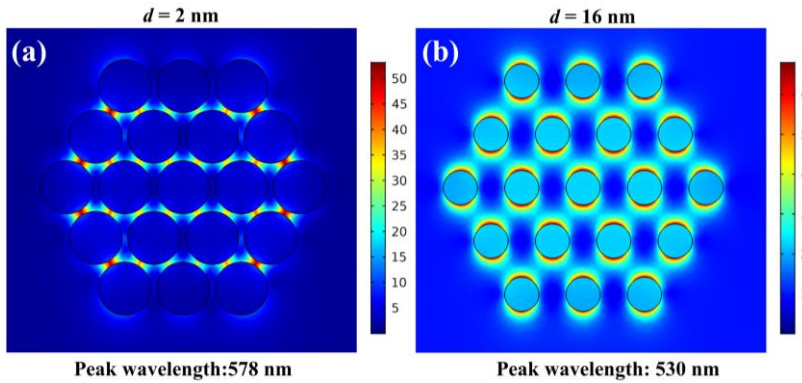 d = 2 nm
d = 16 nm
(a)
(b)
50
45
40
35
30
25
20
15
10
5
Peak wavelength:578 nm
Peak wavelength: 530 nm